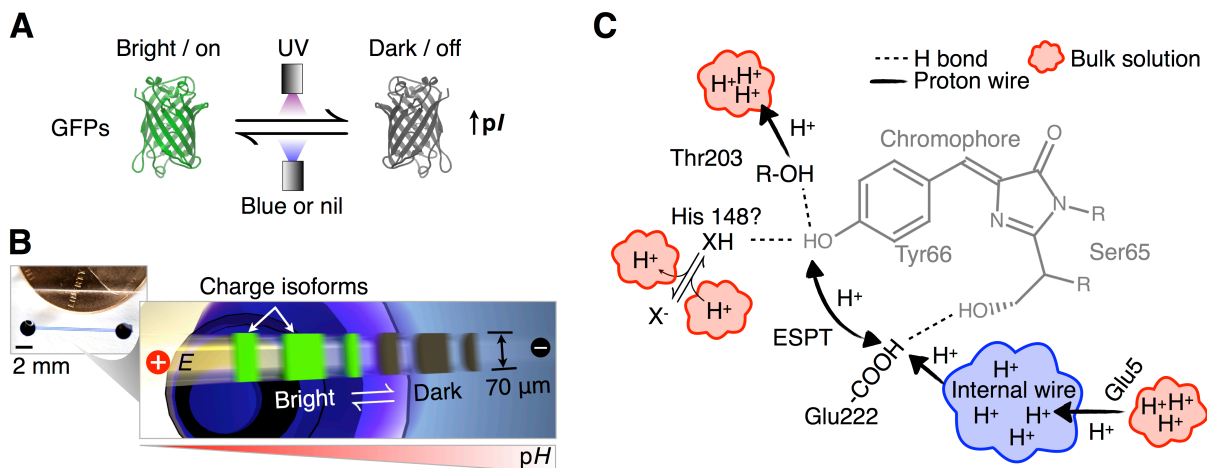 A
Bright / on
UV
Dark / off
GFPs
↑pI
Blue or nil
B
LIBERTY
Charge isoforms
2 mm
+
E
−
Bright
Dark
70 µm
pH
C
H bond
Proton wire
Bulk solution
H+ H+
H+
H+
Thr203
R-OH
Chromophore
O
N
N
R
His 148?
XH
HO
Tyr66
Ser65
R
H+
X-
H+
H+
HO
ESPT
-COOH
Glu222
H+
H+
Internal wire
H+
H+
H+
Glu5
H+
H+ H+
H+